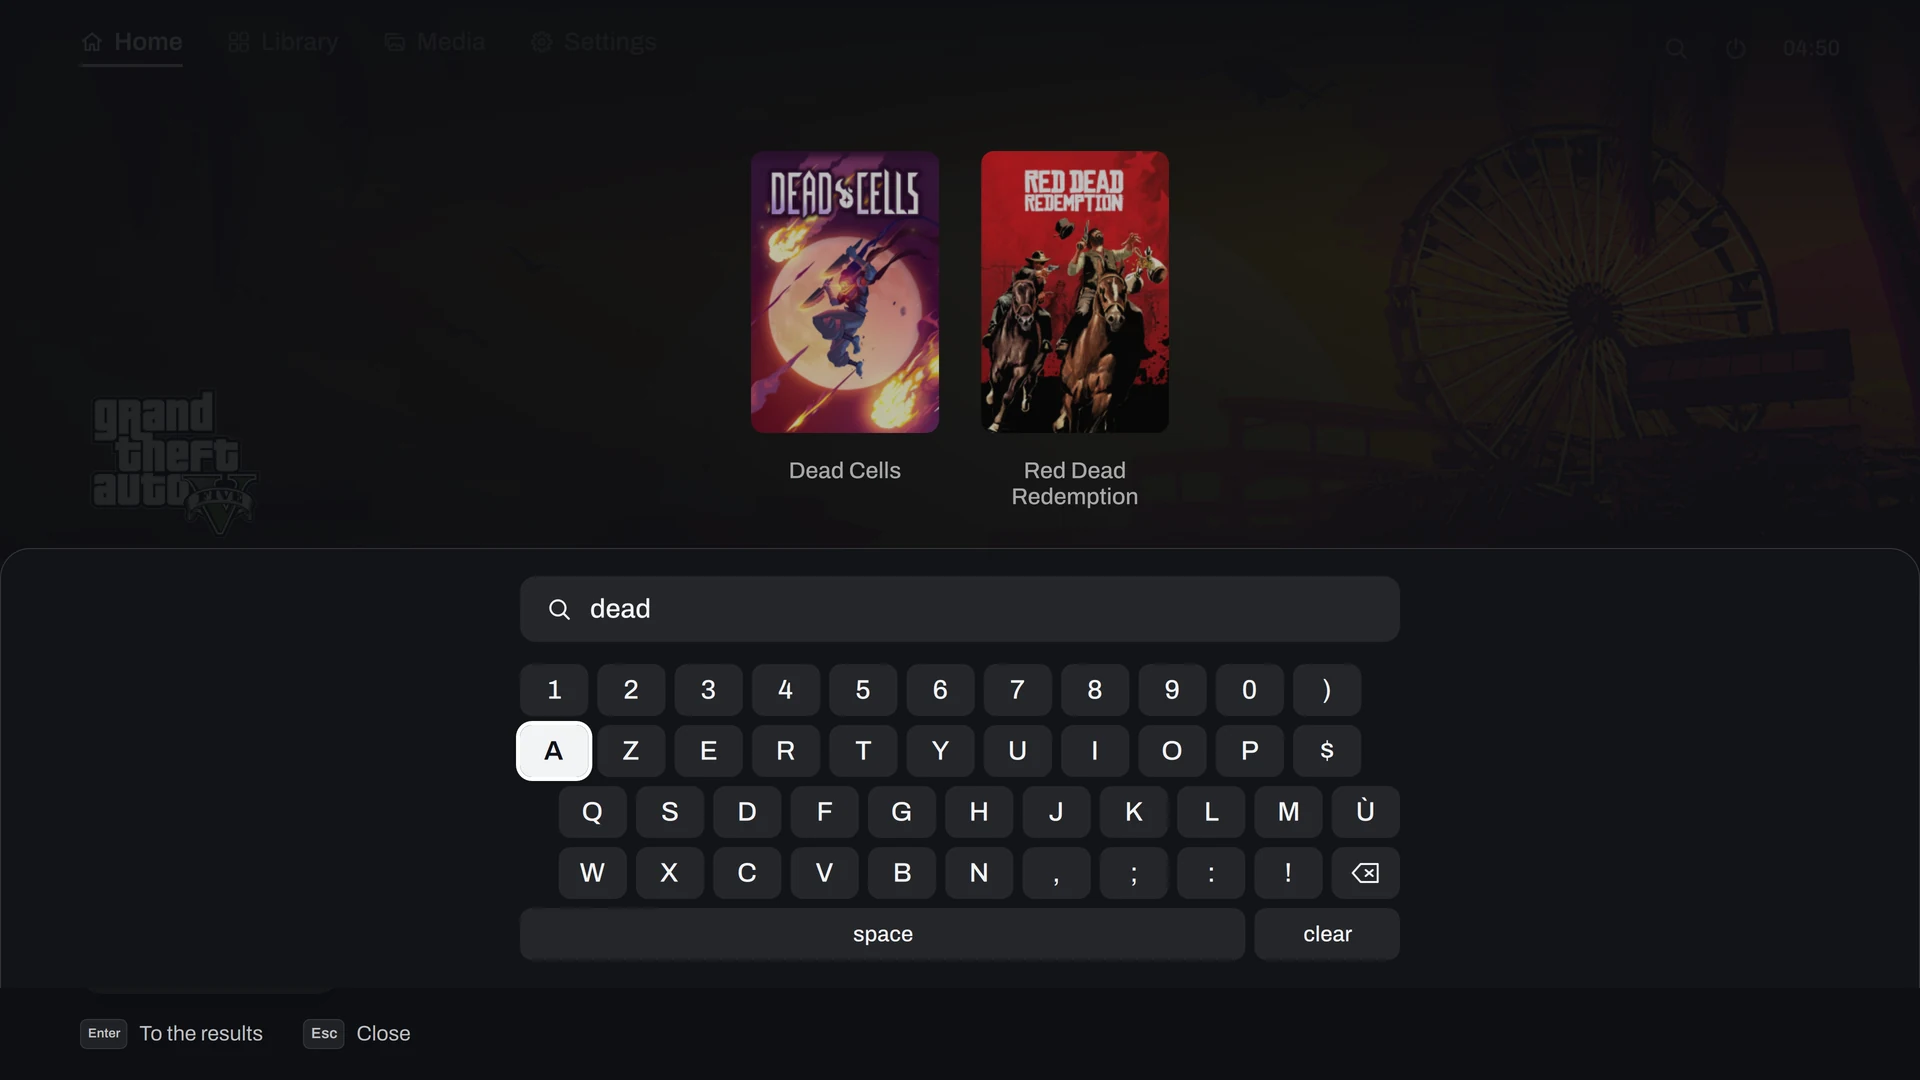 Home Library Media Settings 04:50
DEAD CELLS
RED DEAD
REDEMPTION
Dead Cells
Red Dead
Redemption
grand
theft
auto V
FIVE
dead
1 2 3 4 5 6 7 8 9 0 )
A Z E R T Y U I O P $
Q S D F G H J K L M Ù
W X C V B N , ; : !
space clear
Enter To the results Esc Close